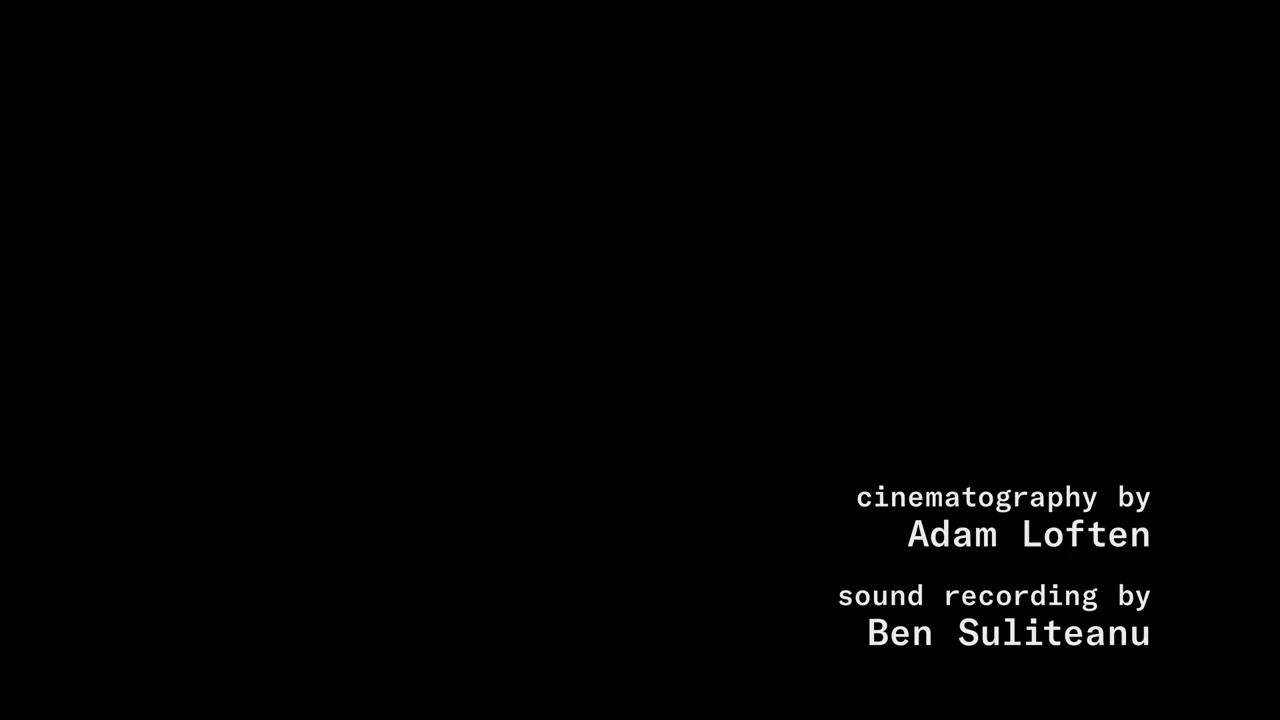 cinematography by
Adam Loften
sound recording by
Ben Suliteanu